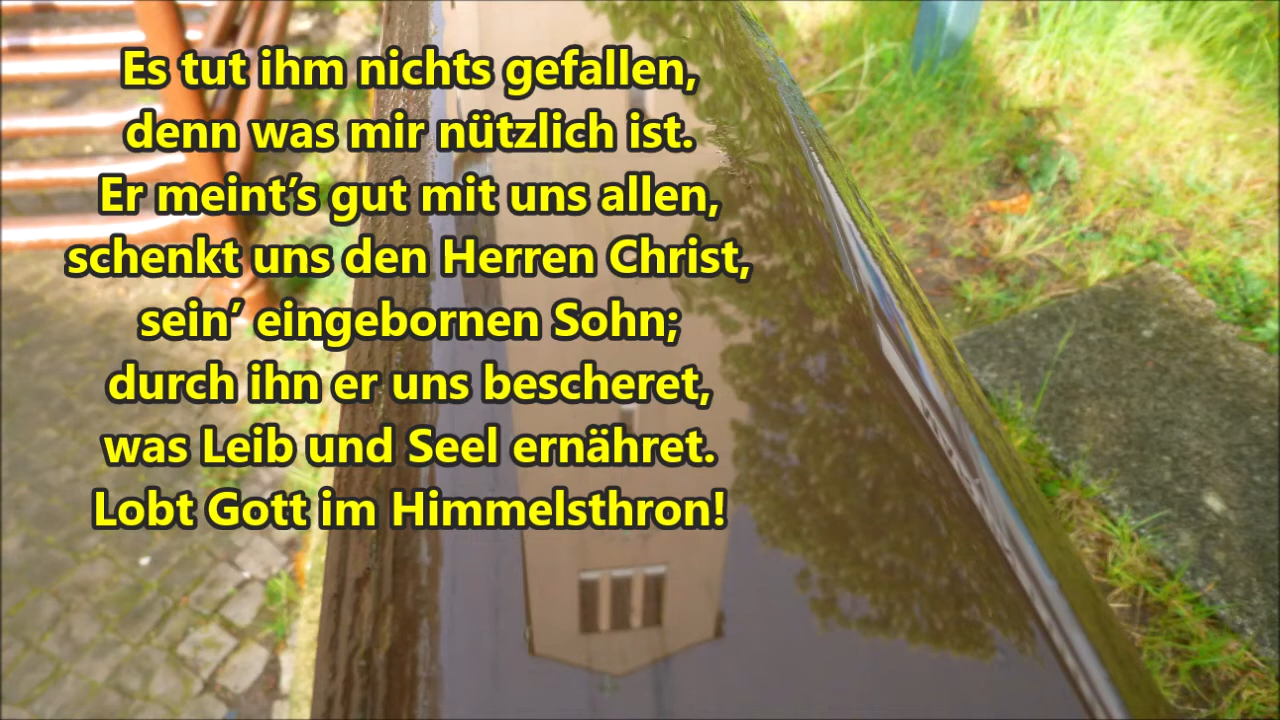 Es tut ihm nichts gefallen,
denn was mir nützlich ist.
Er meint’s gut mit uns allen,
schenkt uns den Herren Christ,
sein’ eingebornen Sohn;
durch ihn er uns bescheret,
was Leib und Seel ernähret.
Lobt Gott im Himmelsthron!